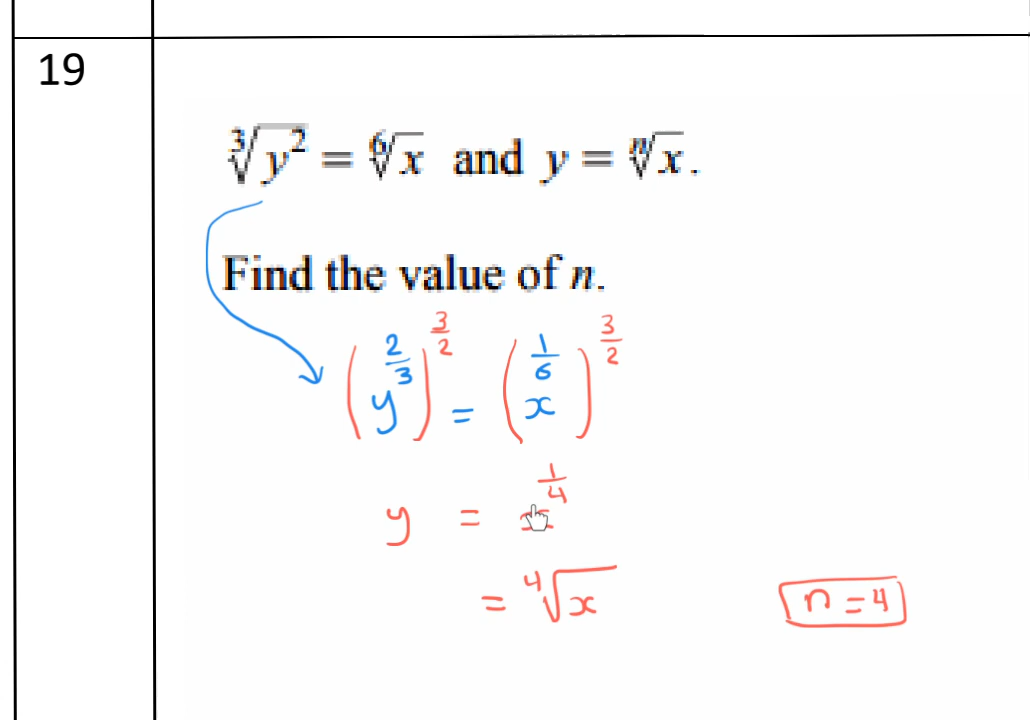 19
∛(y²) = ⁶√x and y = ⁿ√x.
Find the value of n.
(y^(2/3))^(3/2) = (x^(1/6))^(3/2)
y = x^(1/4)
= ⁴√x
n = 4